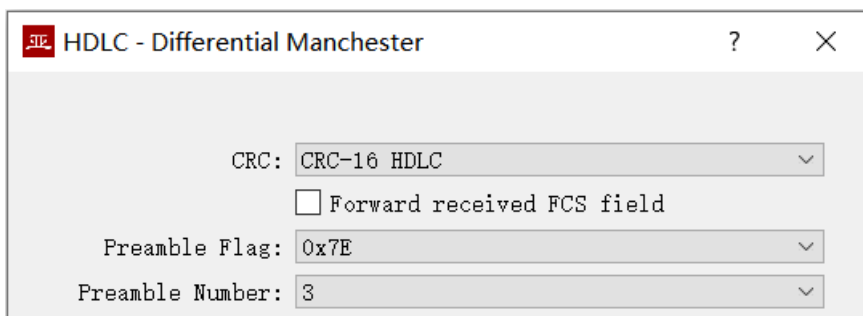 亚 HDLC - Differential Manchester ?
CRC: CRC-16 HDLC
Forward received FCS field
Preamble Flag: 0x7E
Preamble Number: 3